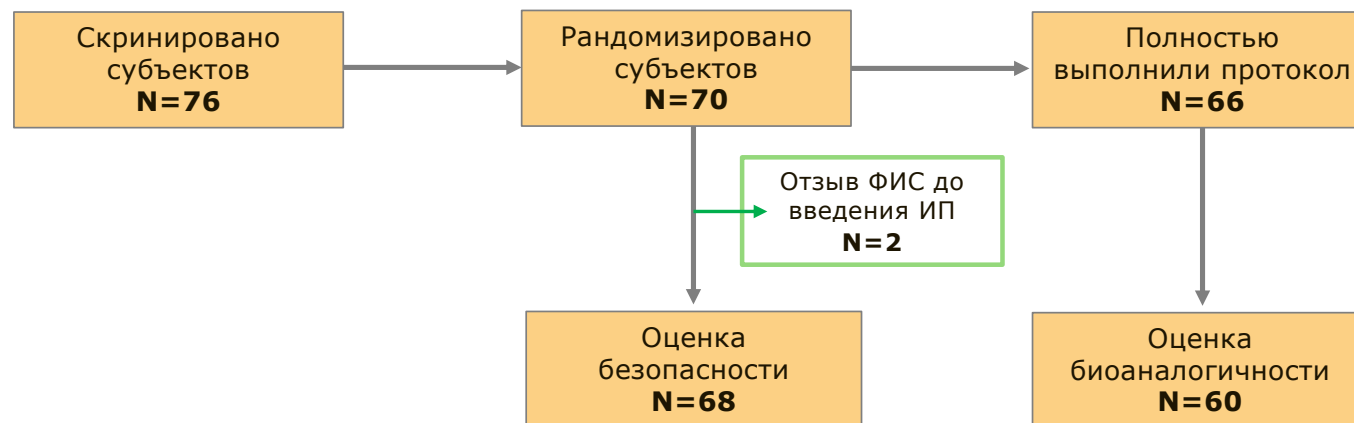 Скринировано
субъектов
N=76
Рандомизировано
субъектов
N=70
Полностью
выполнили протокол
N=66
Отзыв ФИС до
введения ИП
N=2
Оценка
безопасности
N=68
Оценка
биоаналогичности
N=60